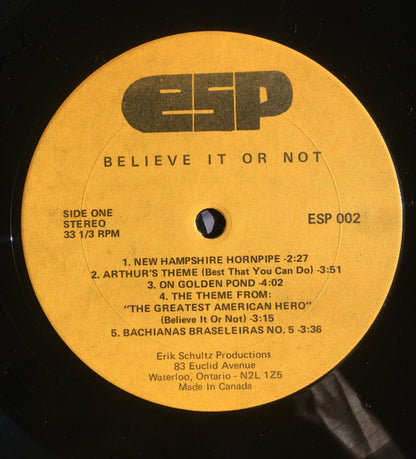 esp
BELIEVE IT OR NOT
SIDE ONE
STEREO
33 1/3 RPM
ESP 002
1. NEW HAMPSHIRE HORNPIPE -2:27
2. ARTHUR'S THEME (Best That You Can Do) -3:51
3. ON GOLDEN POND -4:02
4. THE THEME FROM:
"THE GREATEST AMERICAN HERO"
(Believe It Or Not) -3:15
5. BACHIANAS BRASELEIRAS NO. 5 -3:36
Erik Schultz Productions
83 Euclid Avenue
Waterloo, Ontario - N2L 1Z5
Made In Canada